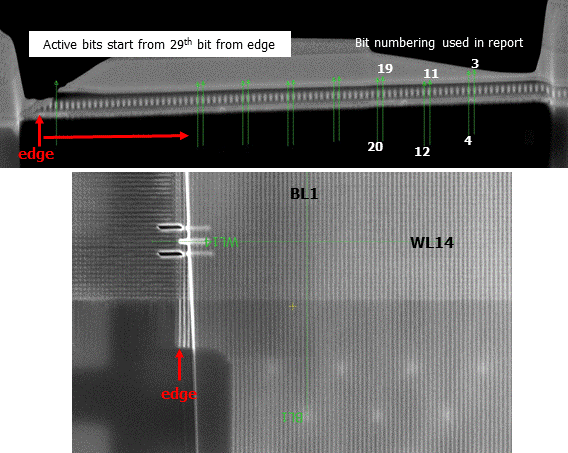 Active bits start from 29th bit from edge
Bit numbering used in report
19
11
3
20
12
4
edge
BL1
WL14
WL14
edge